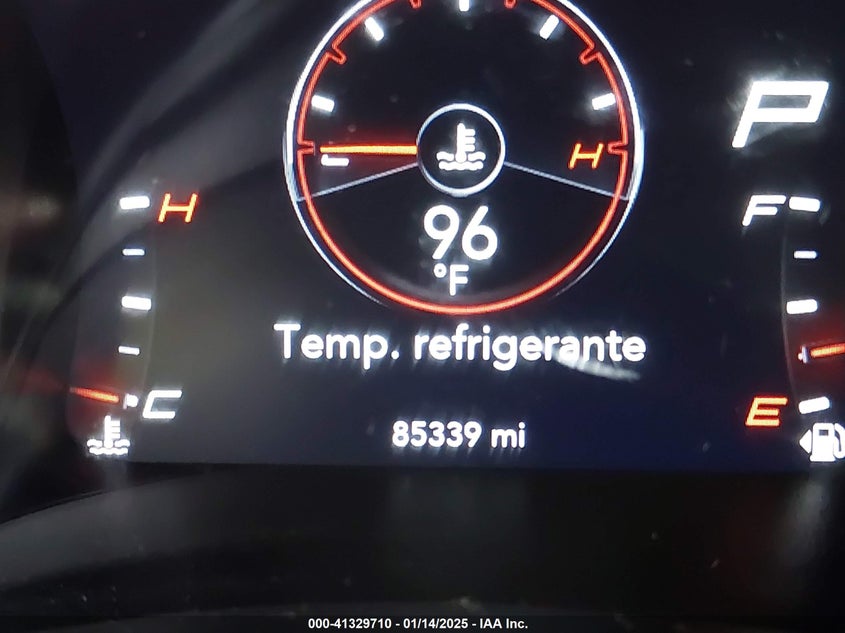 P
H
H
F
96
°F
Temp. refrigerante
C
E
85339 mi
000-41329710 - 01/14/2025 - IAA Inc.